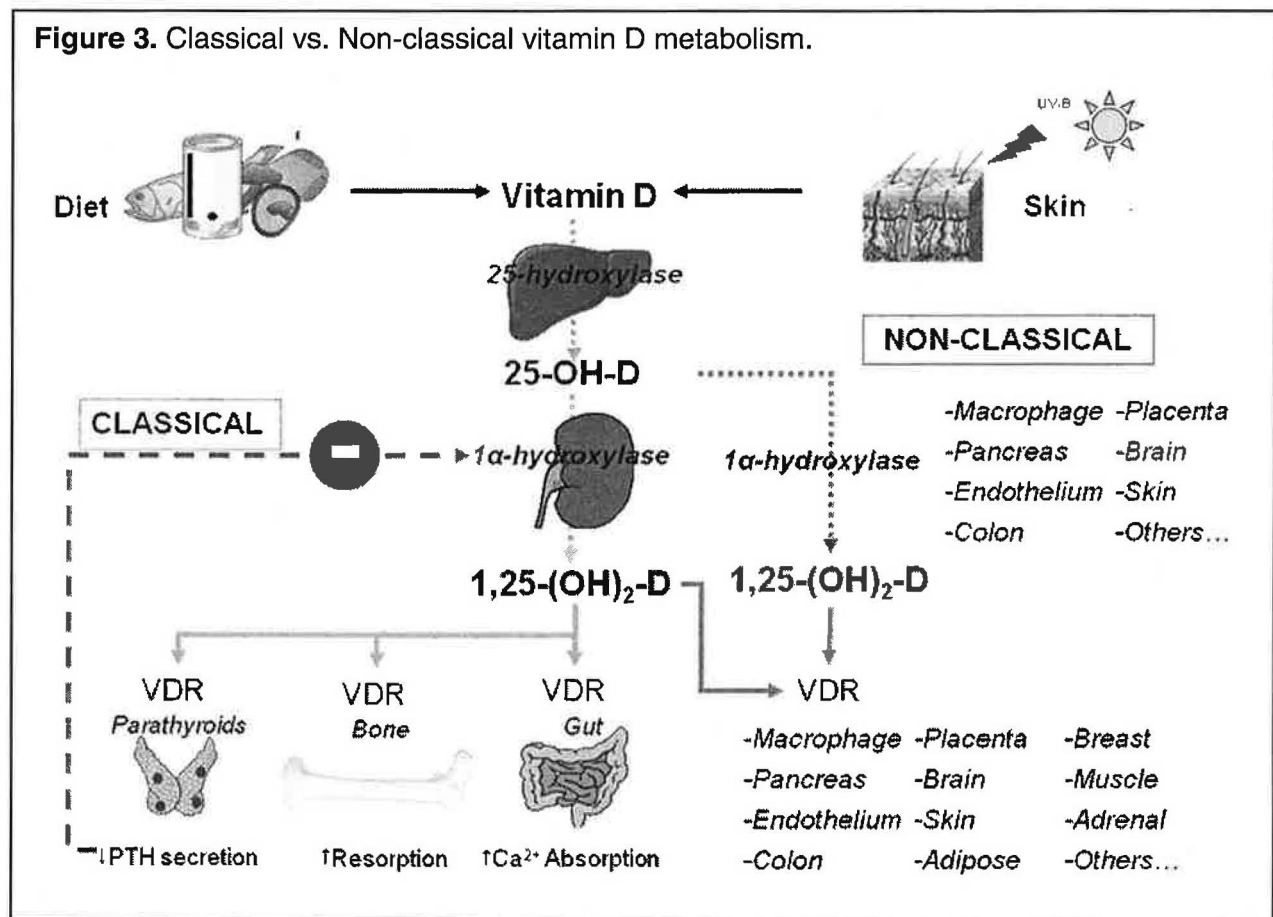 Figure 3. Classical vs. Non-classical vitamin D metabolism.
UV-B
Diet
Vitamin D
Skin
25-hydroxylase
NON-CLASSICAL
25-OH-D
-Macrophage -Placenta
CLASSICAL
-Pancreas -Brain
1α-hydroxylase
1α-hydroxylase
-Endothelium -Skin
-Colon -Others...
1,25-(OH)₂-D
1,25-(OH)₂-D
VDR
VDR
VDR
VDR
Parathyroids
Bone
Gut
-Macrophage -Placenta -Breast
-Pancreas -Brain -Muscle
-Endothelium -Skin -Adrenal
-Colon -Adipose -Others...
↓PTH secretion
↑Resorption
↑Ca²⁺ Absorption